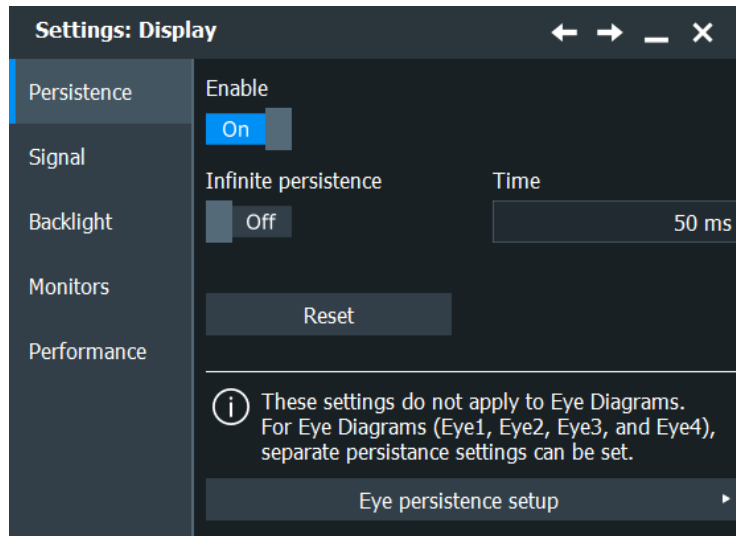 Settings: Display
Persistence
Signal
Backlight
Monitors
Performance
Enable
On
Infinite persistence
Off
Time
50 ms
Reset
These settings do not apply to Eye Diagrams.
For Eye Diagrams (Eye1, Eye2, Eye3, and Eye4),
separate persistance settings can be set.
Eye persistence setup